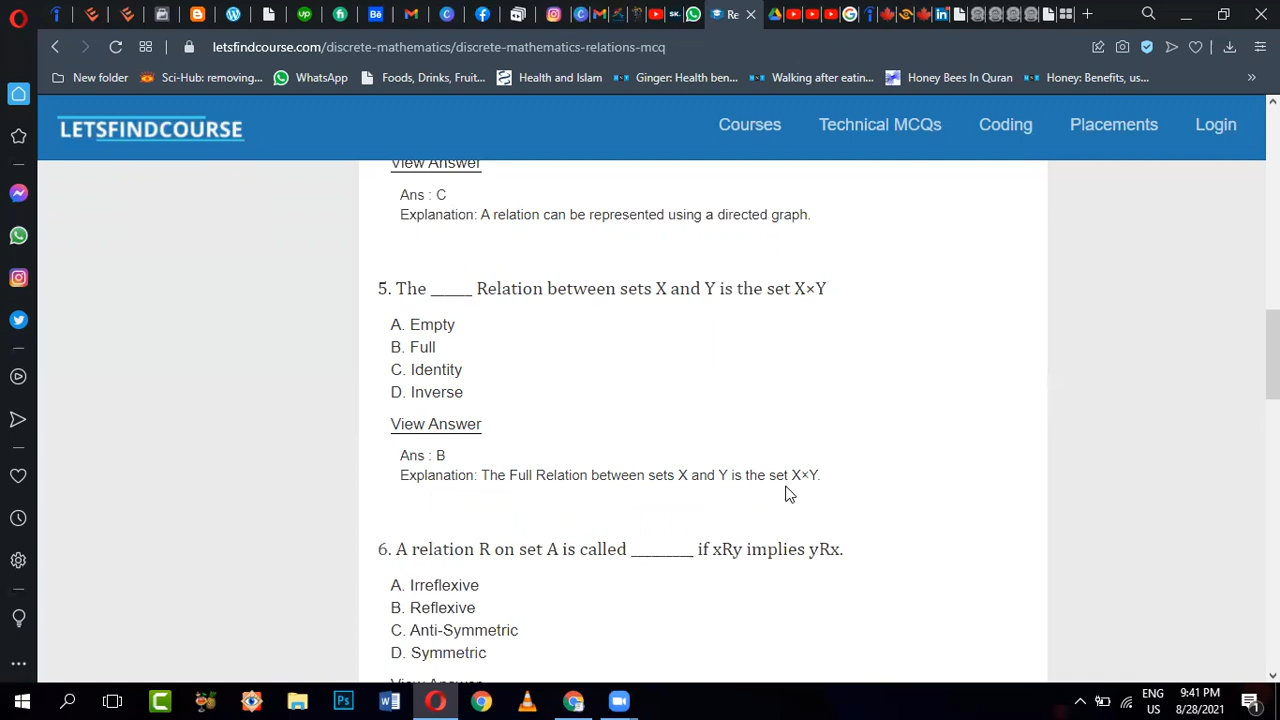 Re
letsfindcourse.com/discrete-mathematics/discrete-mathematics-relations-mcq
New folder
Sci-Hub: removing...
WhatsApp
Foods, Drinks, Fruit...
Health and Islam
Ginger: Health ben...
Walking after eatin...
Honey Bees In Quran
Honey: Benefits, us...
LETSFINDCOURSE
Courses
Technical MCQs
Coding
Placements
Login
View Answer
Ans : C
Explanation: A relation can be represented using a directed graph.
5. The ______ Relation between sets X and Y is the set X×Y
A. Empty
B. Full
C. Identity
D. Inverse
View Answer
Ans : B
Explanation: The Full Relation between sets X and Y is the set X×Y.
6. A relation R on set A is called _________ if xRy implies yRx.
A. Irreflexive
B. Reflexive
C. Anti-Symmetric
D. Symmetric
View Answer
ENG
US
9:41 PM
8/28/2021